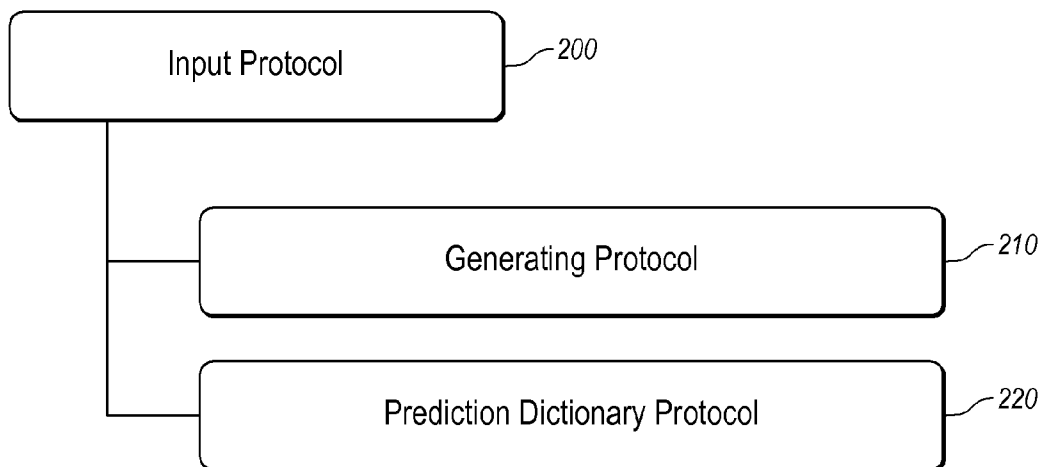 Input Protocol
200
Generating Protocol
210
Prediction Dictionary Protocol
220